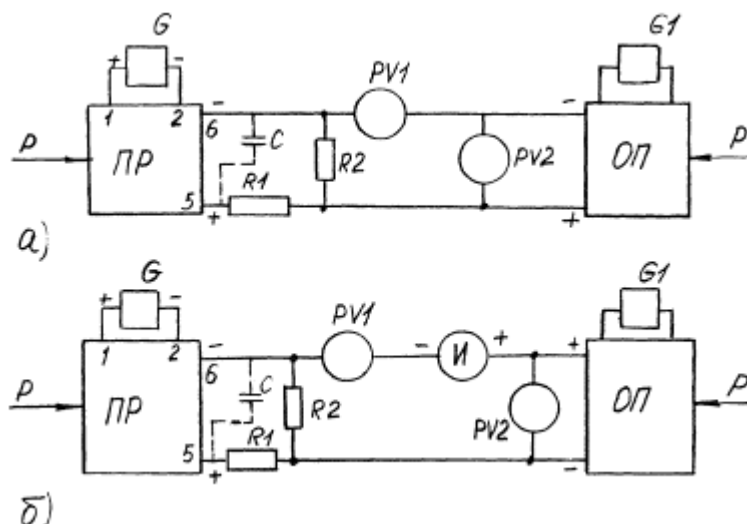 G G1
+ - PV1
1 2 - -
6
P ПР C R2 PV2 ОП P
R1
5
+ +
а)
G G1
+ - PV1
1 2 - - И + +
6
P ПР C R2 PV2 ОП P
R1
5
+ -
б)